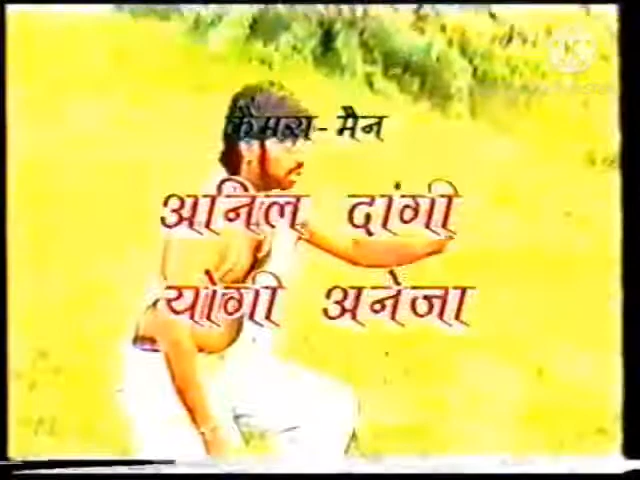 कैमरा-मैन
अनिल दांगी
योगी अनेजा